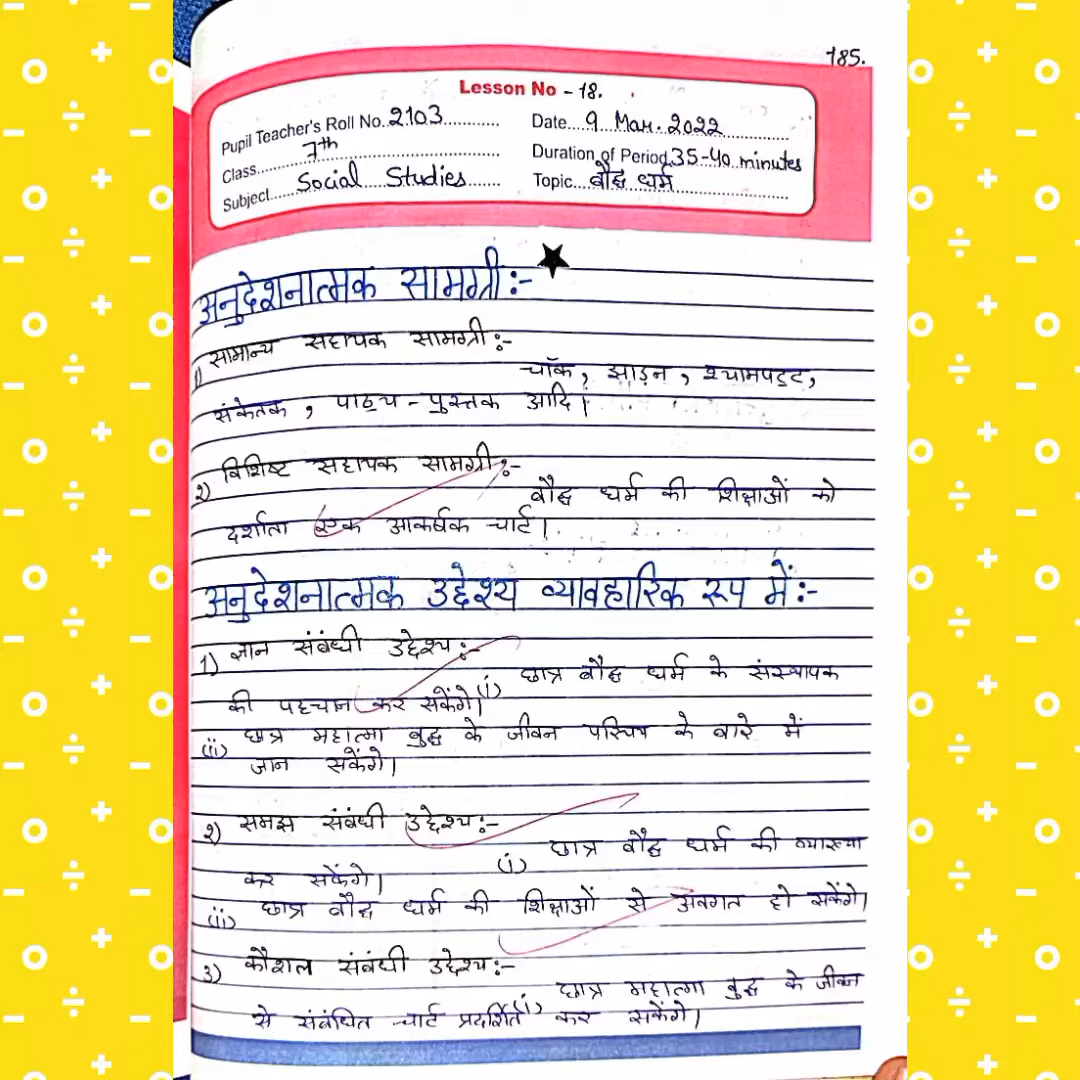 185.
Lesson No - 18.
Pupil Teacher's Roll No. 2103
Date... 9 Mar. 2022
Class... 7th
Duration of Period 35-40 minutes
Subject... Social Studies
Topic... बौद्ध धर्म
अनुदेशनात्मक सामग्री :-
1) सामान्य सहायक सामग्री :-
चॉक, झाड़न, श्यामपट्ट,
संकेतक, पाठ्य-पुस्तक आदि।
2) विशिष्ट सहायक सामग्री :-
बौद्ध धर्म की शिक्षाओं को
दर्शाता एक आकर्षक चार्ट।
अनुदेशनात्मक उद्देश्य व्यावहारिक रूप में :-
1) ज्ञान संबंधी उद्देश्य :-
(i) छात्र बौद्ध धर्म के संस्थापक
की पहचान कर सकेंगे।
(ii) छात्र महात्मा बुद्ध के जीवन परिचय के बारे में
जान सकेंगे।
2) समझ संबंधी उद्देश्य :-
(i) छात्र बौद्ध धर्म की व्याख्या
कर सकेंगे।
(ii) छात्र बौद्ध धर्म की शिक्षाओं से अवगत हो सकेंगे।
3) कौशल संबंधी उद्देश्य :-
(i) छात्र महात्मा बुद्ध के जीवन
से संबंधित चार्ट प्रदर्शित कर सकेंगे।